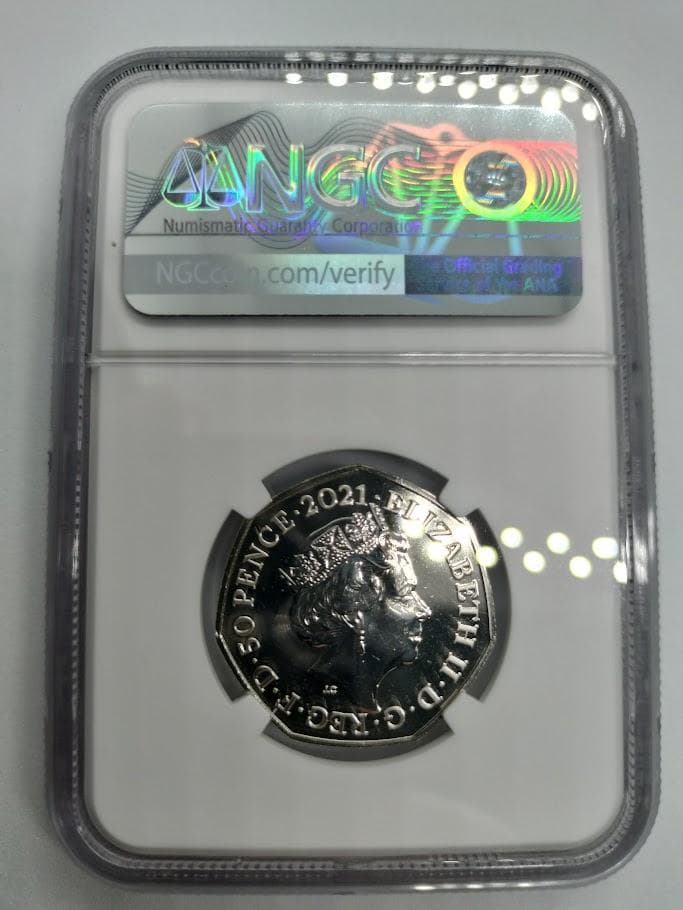 NGC
Numismatic Guaranty Corporation
NGCcoin.com/verify
The Official Grading
of the ANA
50 PENCE · 2021 · ELIZABETH II · D · G · REG · F · D ·